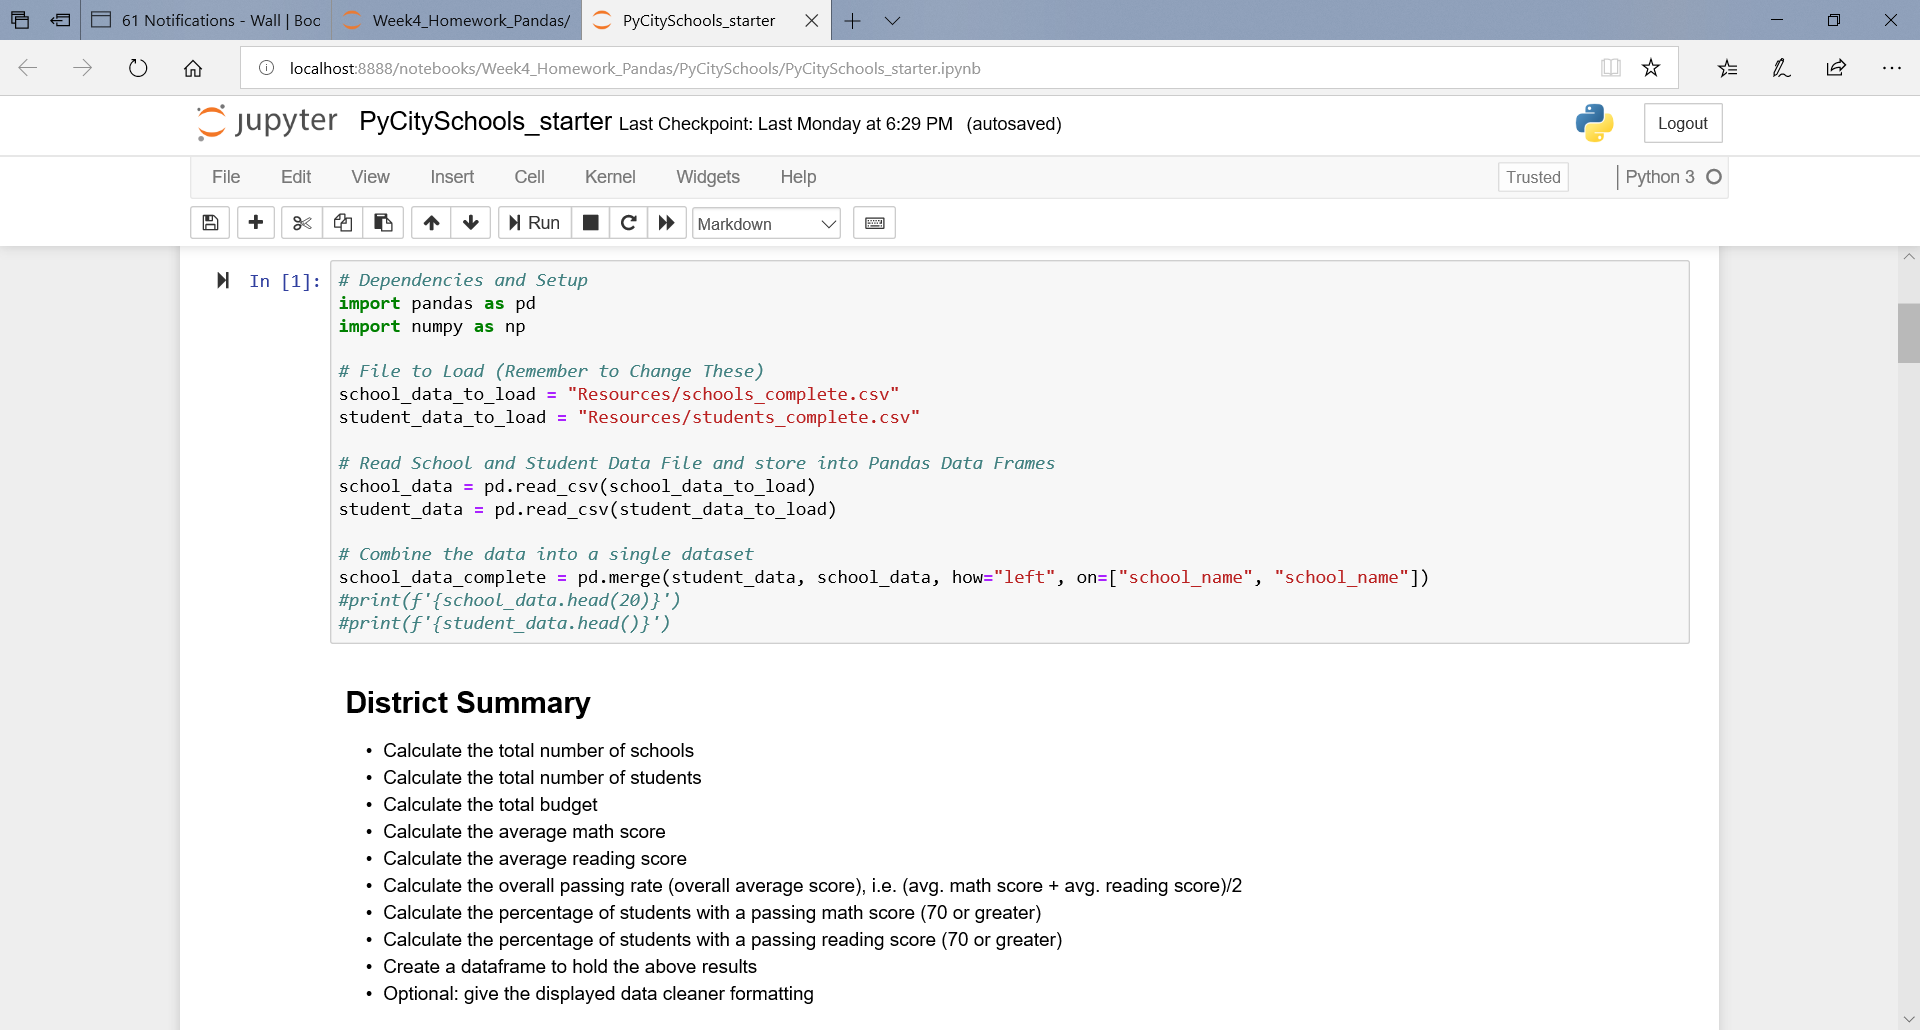 61 Notifications - Wall | Boo
Week4_Homework_Pandas/
PyCitySchools_starter
localhost:8888/notebooks/Week4_Homework_Pandas/PyCitySchools/PyCitySchools_starter.ipynb
jupyter PyCitySchools_starter Last Checkpoint: Last Monday at 6:29 PM (autosaved)
Logout
File Edit View Insert Cell Kernel Widgets Help Trusted Python 3
Run Markdown
In [1]:
# Dependencies and Setup
import pandas as pd
import numpy as np
# File to Load (Remember to Change These)
school_data_to_load = "Resources/schools_complete.csv"
student_data_to_load = "Resources/students_complete.csv"
# Read School and Student Data File and store into Pandas Data Frames
school_data = pd.read_csv(school_data_to_load)
student_data = pd.read_csv(student_data_to_load)
# Combine the data into a single dataset
school_data_complete = pd.merge(student_data, school_data, how="left", on=["school_name", "school_name"])
#print(f'{school_data.head(20)}')
#print(f'{student_data.head()}')
District Summary
• Calculate the total number of schools
• Calculate the total number of students
• Calculate the total budget
• Calculate the average math score
• Calculate the average reading score
• Calculate the overall passing rate (overall average score), i.e. (avg. math score + avg. reading score)/2
• Calculate the percentage of students with a passing math score (70 or greater)
• Calculate the percentage of students with a passing reading score (70 or greater)
• Create a dataframe to hold the above results
• Optional: give the displayed data cleaner formatting